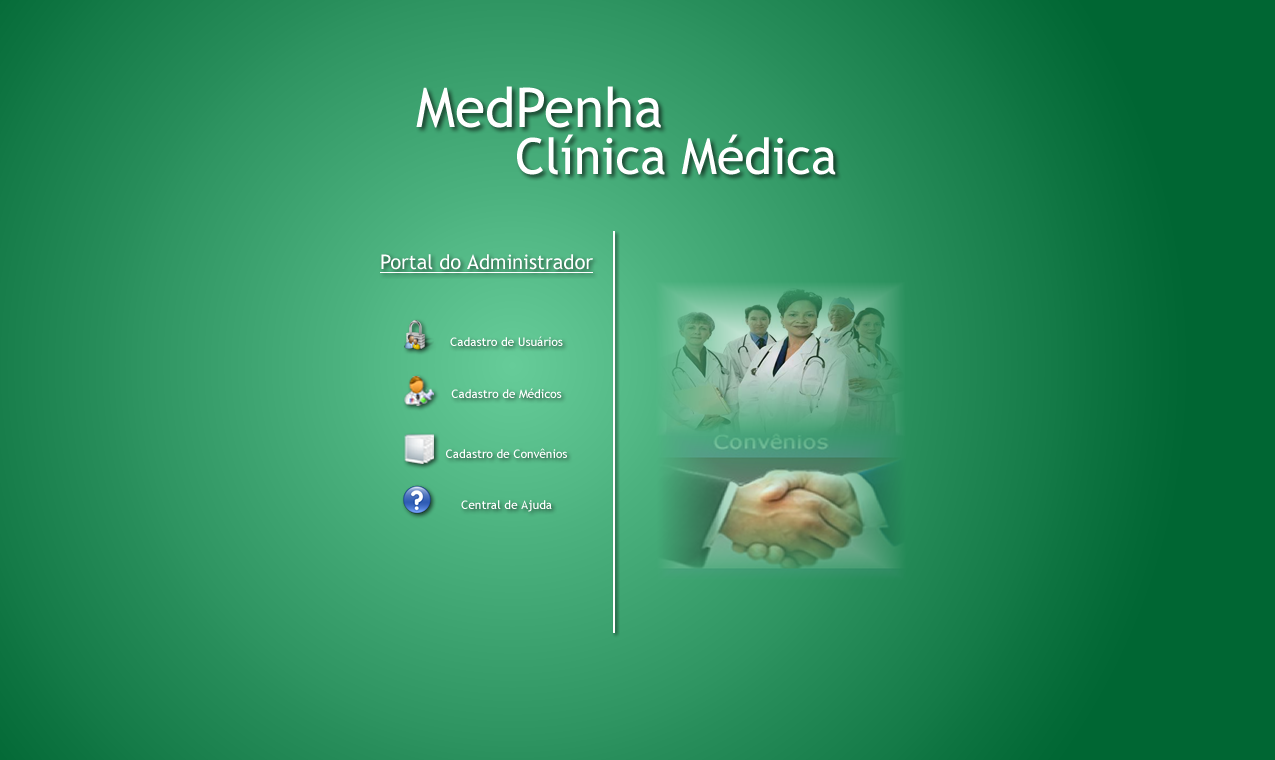 MedPenha
Clínica Médica
Portal do Administrador
Cadastro de Usuários
Cadastro de Médicos
Cadastro de Convênios
Central de Ajuda
Convênios